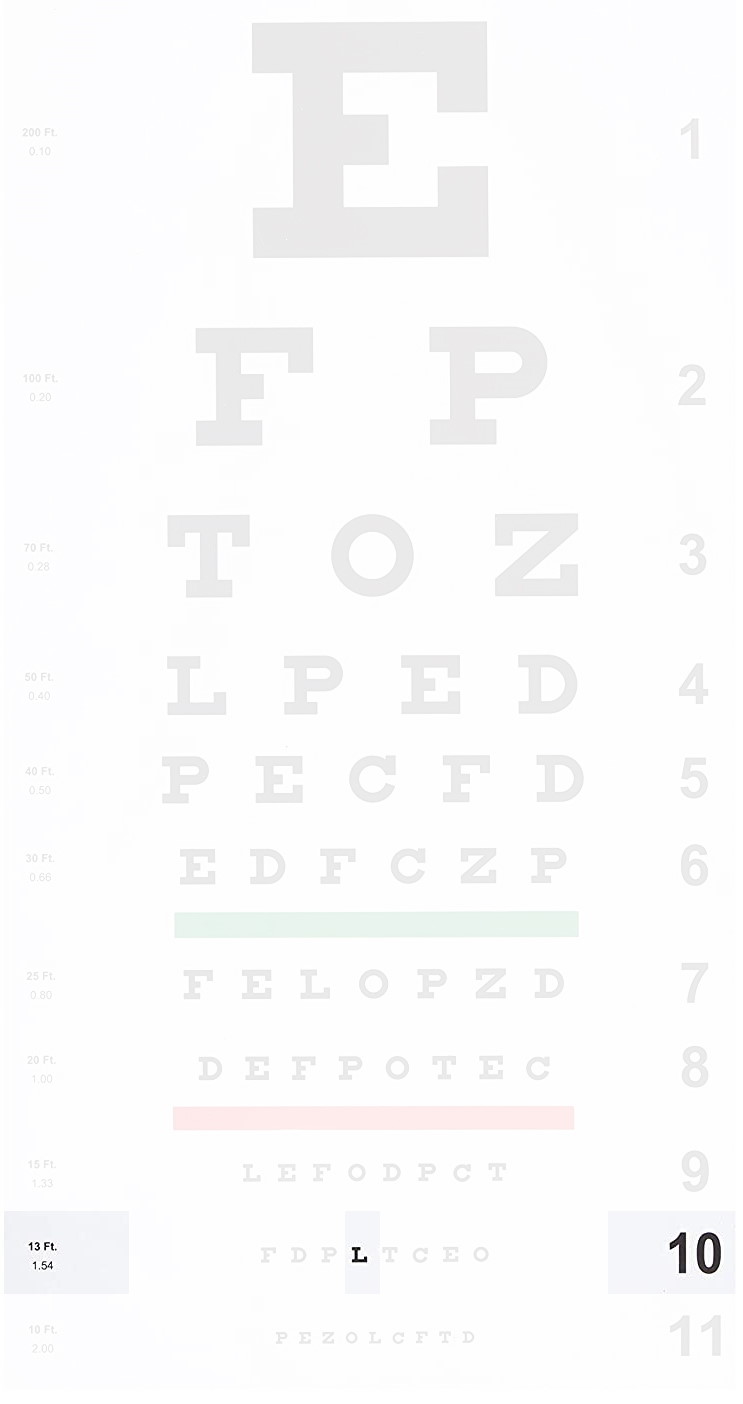 200 Ft.
0.10
E
1
100 Ft.
0.20
F P
2
70 Ft.
0.28
T O Z
3
50 Ft.
0.40
L P E D
4
40 Ft.
0.50
P E C F D
5
30 Ft.
0.66
E D F C Z P
6
25 Ft.
0.80
F E L O P Z D
7
20 Ft.
1.00
D E F P O T E C
8
15 Ft.
1.33
L E F O D P C T
9
13 Ft.
1.54
F D P L T C E O
10
10 Ft.
2.00
P E Z O L C F T D
11